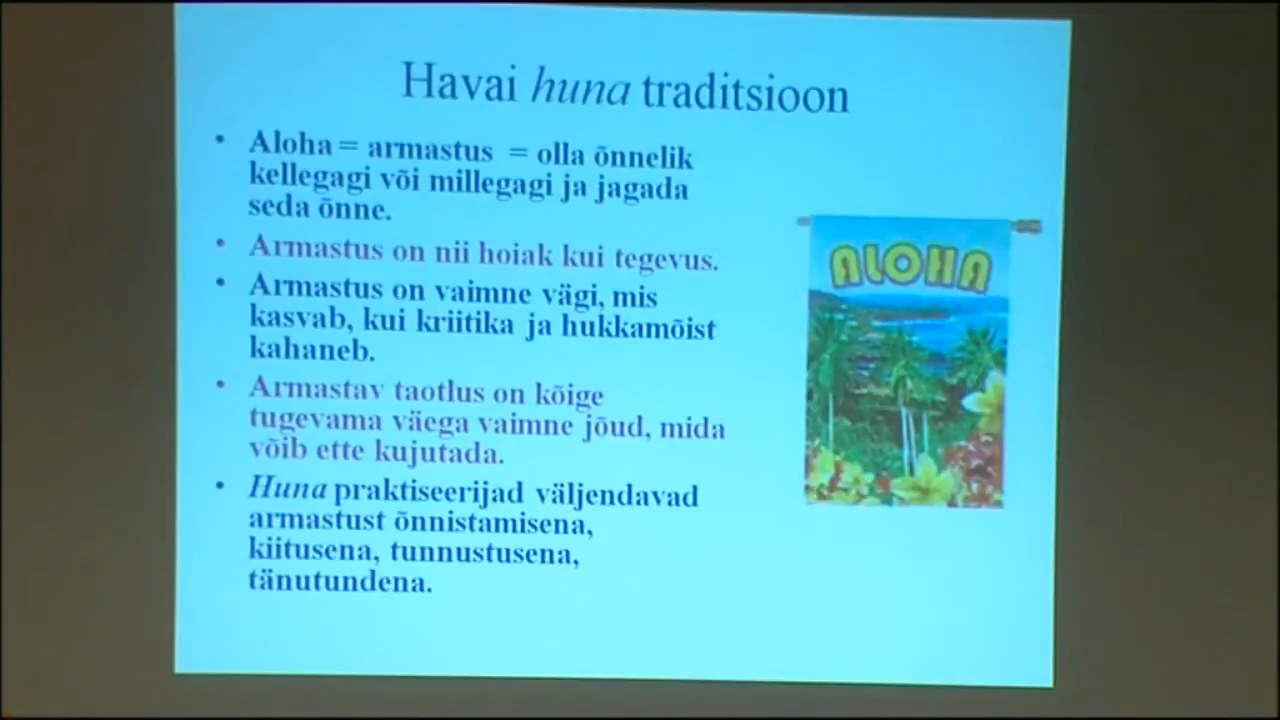 Havai huna traditsioon
• Aloha = armastus = olla õnnelik
kellegagi või millegagi ja jagada
seda õnne.
• Armastus on nii hoiak kui tegevus.
• Armastus on vaimne vägi, mis
kasvab, kui kriitika ja hukkamõist
kahaneb.
• Armastav taotlus on kõige
tugevama väega vaimne jõud, mida
võib ette kujutada.
• Huna praktiseerijad väljendavad
armastust õnnistamisena,
kiitusena, tunnustusena,
tänutundena.
ALOHA